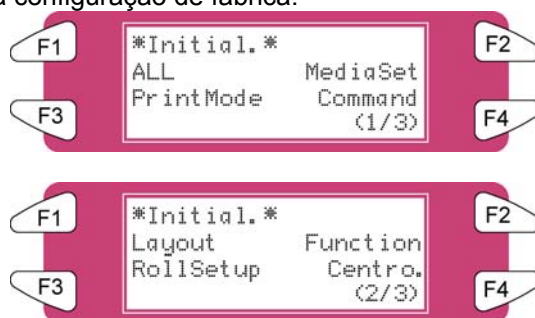 a configuração de fábrica.
F1 *Initial.* F2
ALL MediaSet
PrintMode Command
F3 (1/3) F4
F1 *Initial.* F2
Layout Function
RollSetup Centro.
F3 (2/3) F4